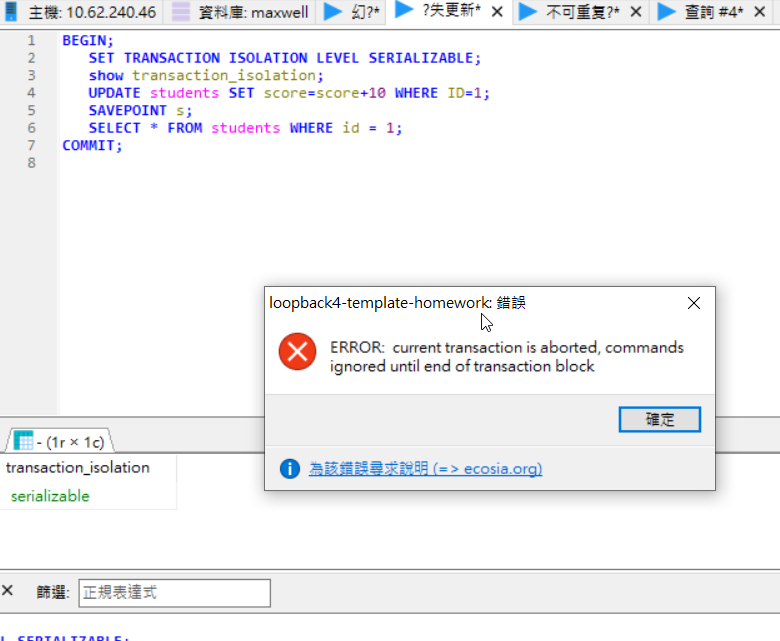 主機: 10.62.240.46 資料庫: maxwell 幻?* ?失更新* 不可重复?* 查詢 #4*
1 BEGIN;
2 SET TRANSACTION ISOLATION LEVEL SERIALIZABLE;
3 show transaction_isolation;
4 UPDATE students SET score=score+10 WHERE ID=1;
5 SAVEPOINT s;
6 SELECT * FROM students WHERE id = 1;
7 COMMIT;
8
loopback4-template-homework: 錯誤
ERROR: current transaction is aborted, commands
ignored until end of transaction block
確定
為該錯誤尋求說明 (=> ecosia.org)
- (1r × 1c)
transaction_isolation
serializable
篩選: 正規表達式
L SERIALIZABLE;